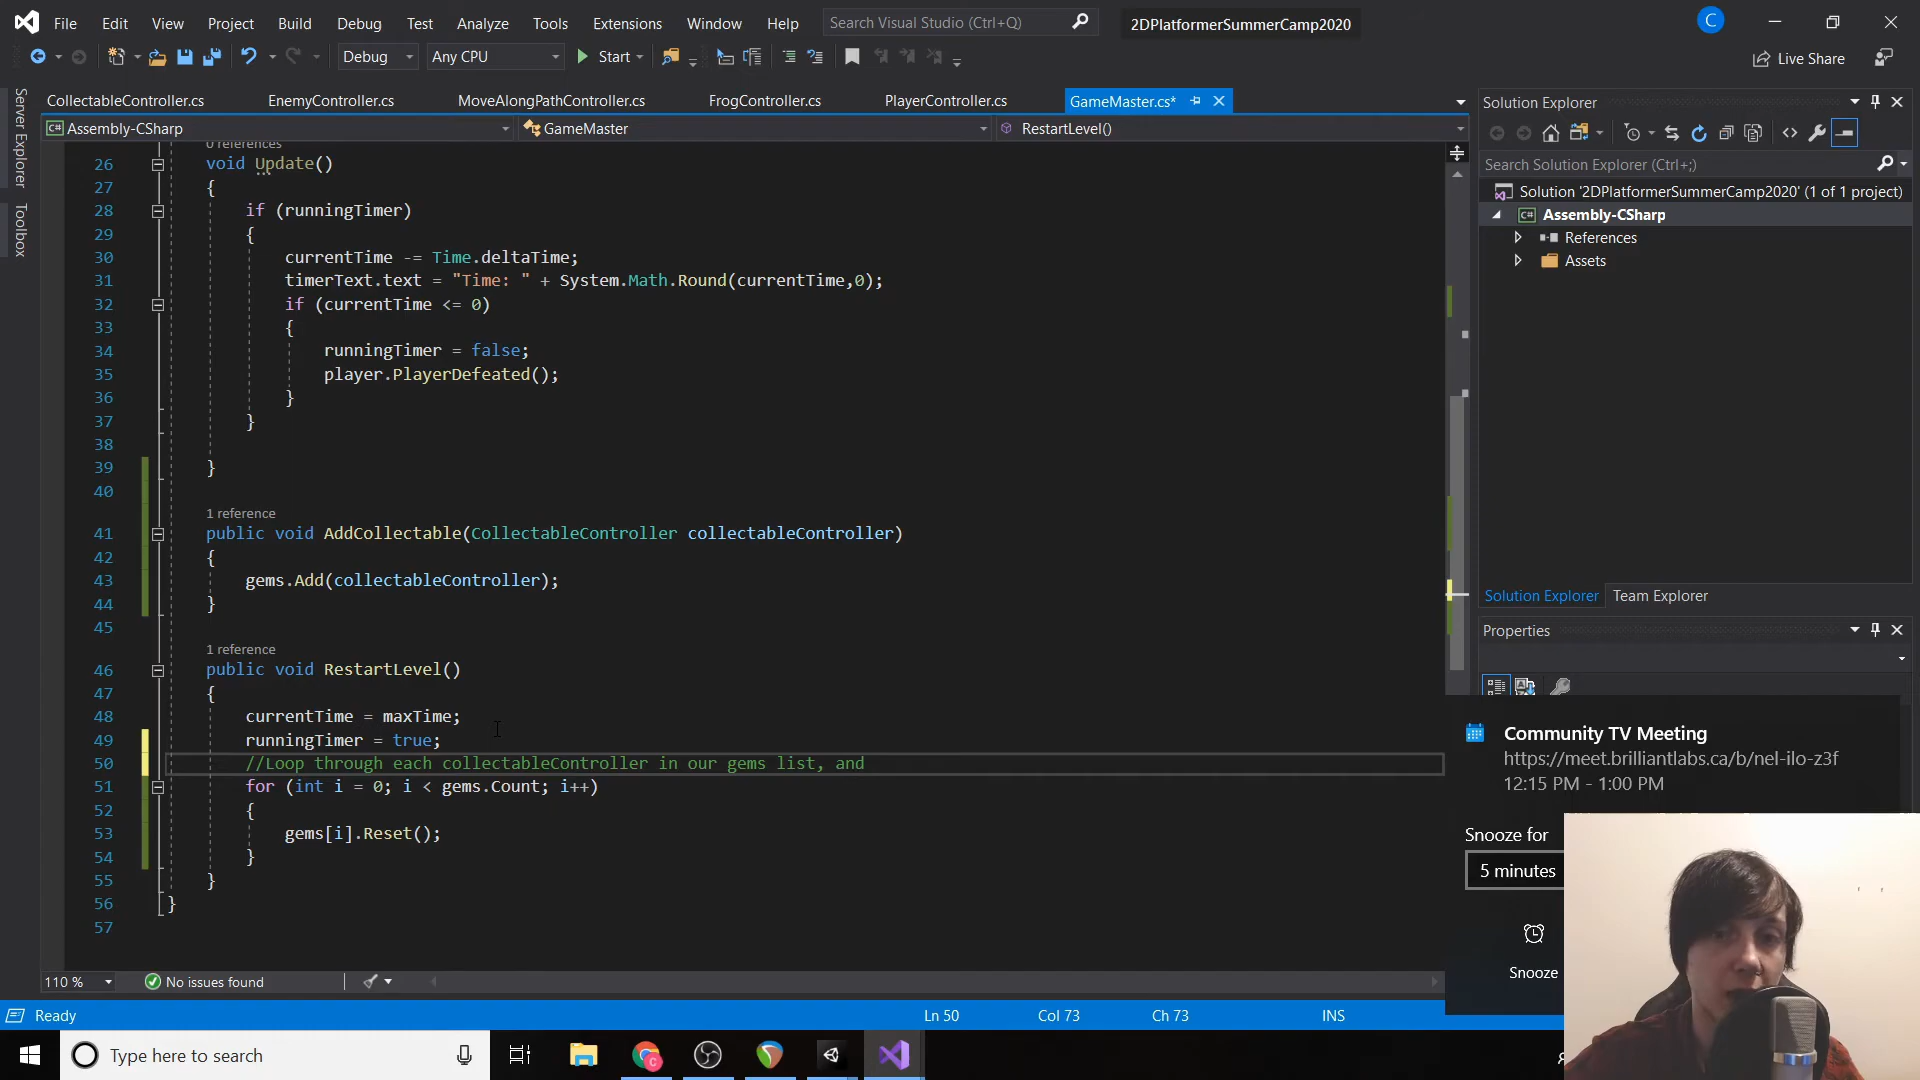 File Edit View Project Build Debug Test Analyze Tools Extensions Window Help Search Visual Studio (Ctrl+Q) 2DPlatformerSummerCamp2020 C
Debug Any CPU Start Live Share
Server Explorer
Toolbox
CollectableController.cs EnemyController.cs MoveAlongPathController.cs FrogController.cs PlayerController.cs GameMaster.cs*
C# Assembly-CSharp GameMaster RestartLevel()
0 references
26 void Update()
27 {
28 if (runningTimer)
29 {
30 currentTime -= Time.deltaTime;
31 timerText.text = "Time: " + System.Math.Round(currentTime,0);
32 if (currentTime <= 0)
33 {
34 runningTimer = false;
35 player.PlayerDefeated();
36 }
37 }
38
39 }
40
1 reference
41 public void AddCollectable(CollectableController collectableController)
42 {
43 gems.Add(collectableController);
44 }
45
1 reference
46 public void RestartLevel()
47 {
48 currentTime = maxTime;
49 runningTimer = true;
50 //Loop through each collectableController in our gems list, and
51 for (int i = 0; i < gems.Count; i++)
52 {
53 gems[i].Reset();
54 }
55 }
56 }
57
110 % No issues found
Ready Ln 50 Col 73 Ch 73 INS
Solution Explorer
Search Solution Explorer (Ctrl+;)
Solution '2DPlatformerSummerCamp2020' (1 of 1 project)
C# Assembly-CSharp
References
Assets
Solution Explorer Team Explorer
Properties
Community TV Meeting
https://meet.brilliantlabs.ca/b/nel-ilo-z3f
12:15 PM - 1:00 PM
Snooze for
5 minutes
Snooze
Type here to search